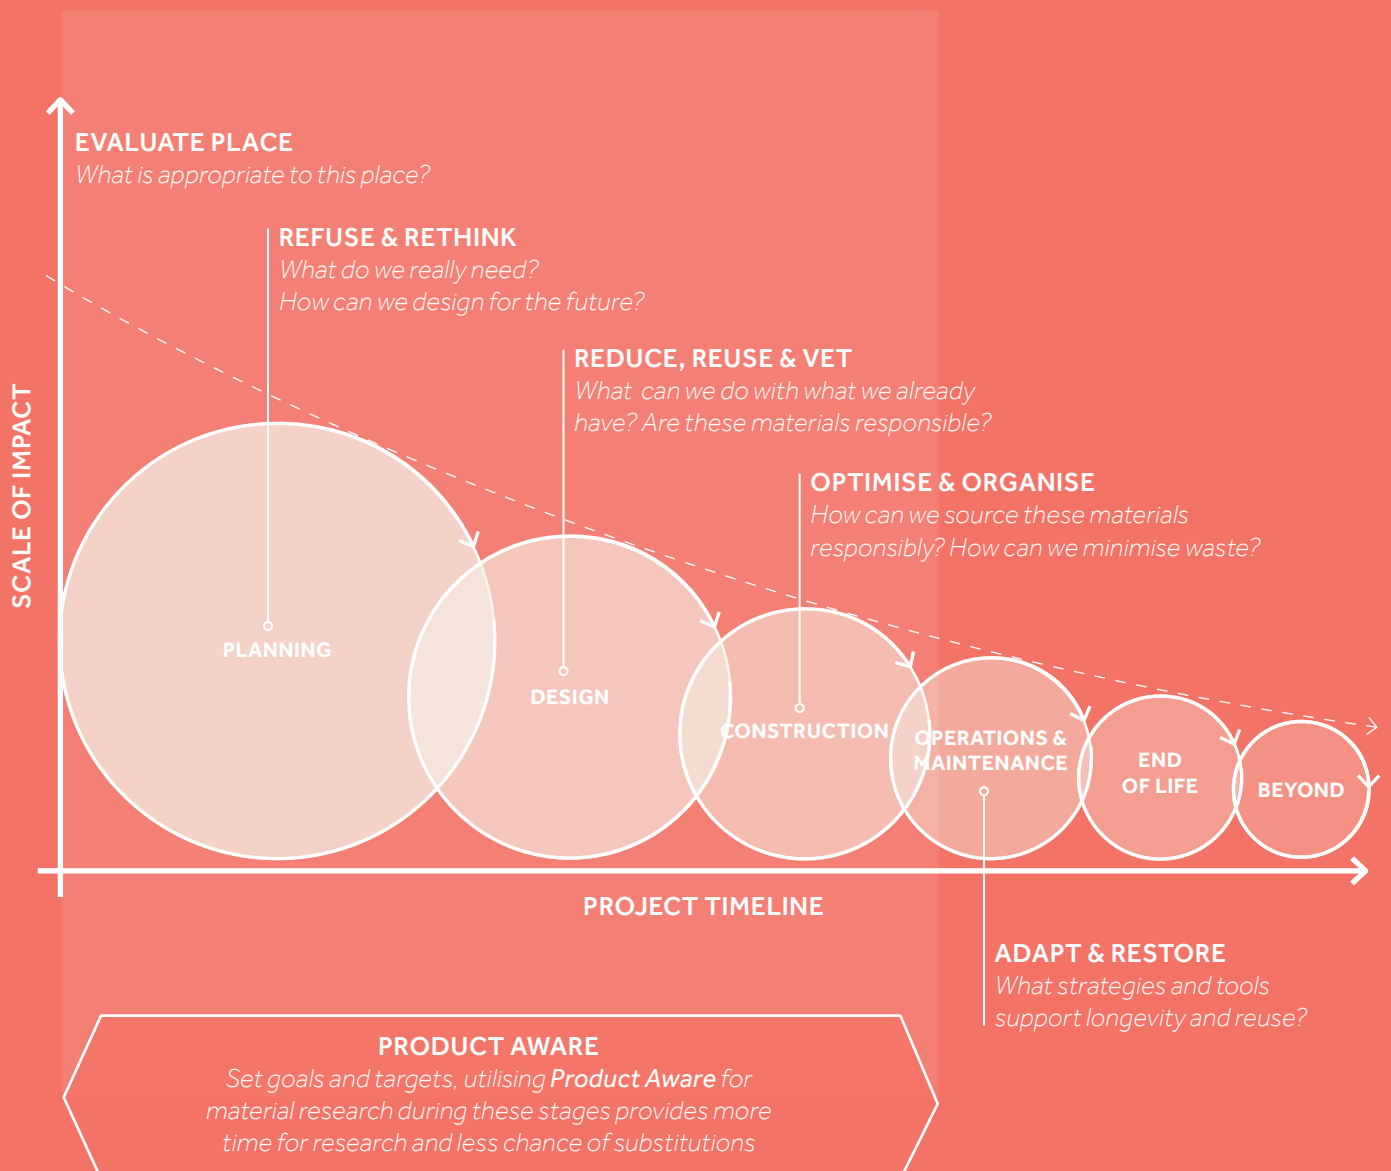 EVALUATE PLACE
What is appropriate to this place?
REFUSE & RETHINK
What do we really need?
How can we design for the future?
REDUCE, REUSE & VET
What can we do with what we already
have? Are these materials responsible?
OPTIMISE & ORGANISE
How can we source these materials
responsibly? How can we minimise waste?
SCALE OF IMPACT
PLANNING
DESIGN
CONSTRUCTION
OPERATIONS &
MAINTENANCE
END
OF LIFE
BEYOND
PROJECT TIMELINE
ADAPT & RESTORE
What strategies and tools
support longevity and reuse?
PRODUCT AWARE
Set goals and targets, utilising Product Aware for
material research during these stages provides more
time for research and less chance of substitutions